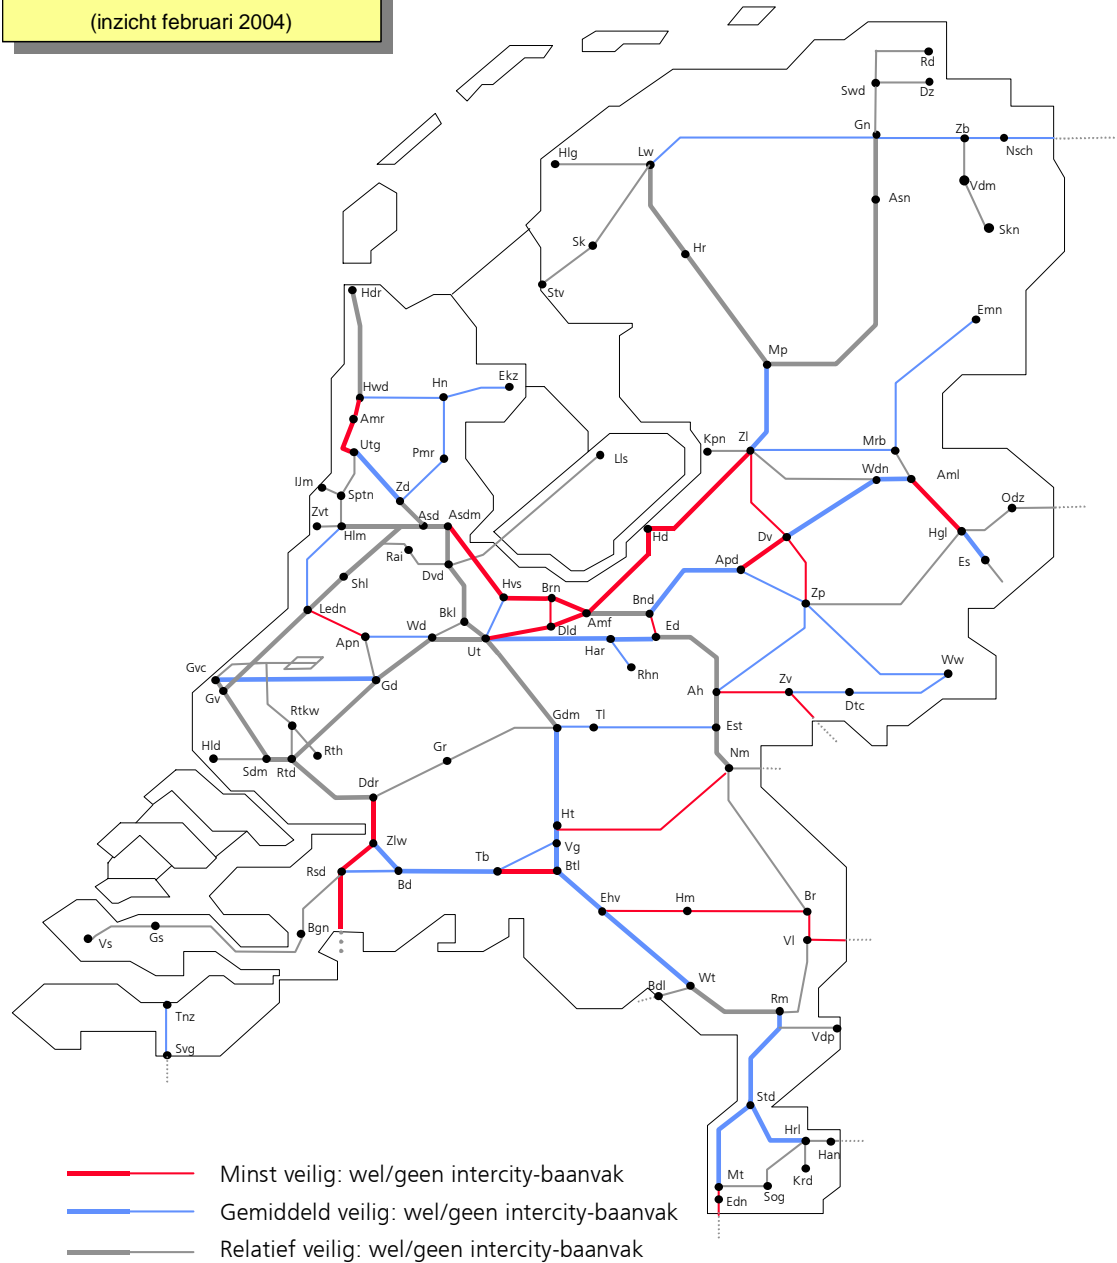 (inzicht februari 2004)
Rd
Swd
Dz
Gn
Zb
Nsch
Hlg
Lw
Vdm
Asn
Skn
Sk
Hr
Stv
Hdr
Emn
Mp
Ekz
Hwd
Hn
Amr
Utg
Pmr
Kpn
Zl
Mrb
Lls
Wdn
Aml
IJm
Sptn
Zd
Odz
Zvt
Hlm
Asd
Asdm
Hd
Dv
Hgl
Rai
Dvd
Apd
Es
Shl
Hvs
Brn
Zp
Ledn
Bkl
Bnd
Amf
Ed
Apn
Wd
Ut
Dld
Har
Rhn
Gvc
Gv
Gd
Ww
Ah
Zv
Dtc
Rtkw
Gdm
Tl
Est
Hld
Rth
Gr
Nm
Sdm
Rtd
Ddr
Ht
Zlw
Vg
Rsd
Tb
Btl
Bd
Ehv
Hm
Br
Bgn
Vs
Gs
Vl
Bdl
Wt
Rm
Tnz
Vdp
Svg
Std
Hrl
Han
Mt
Krd
Edn
Sog
Minst veilig: wel/geen intercity-baanvak
Gemiddeld veilig: wel/geen intercity-baanvak
Relatief veilig: wel/geen intercity-baanvak